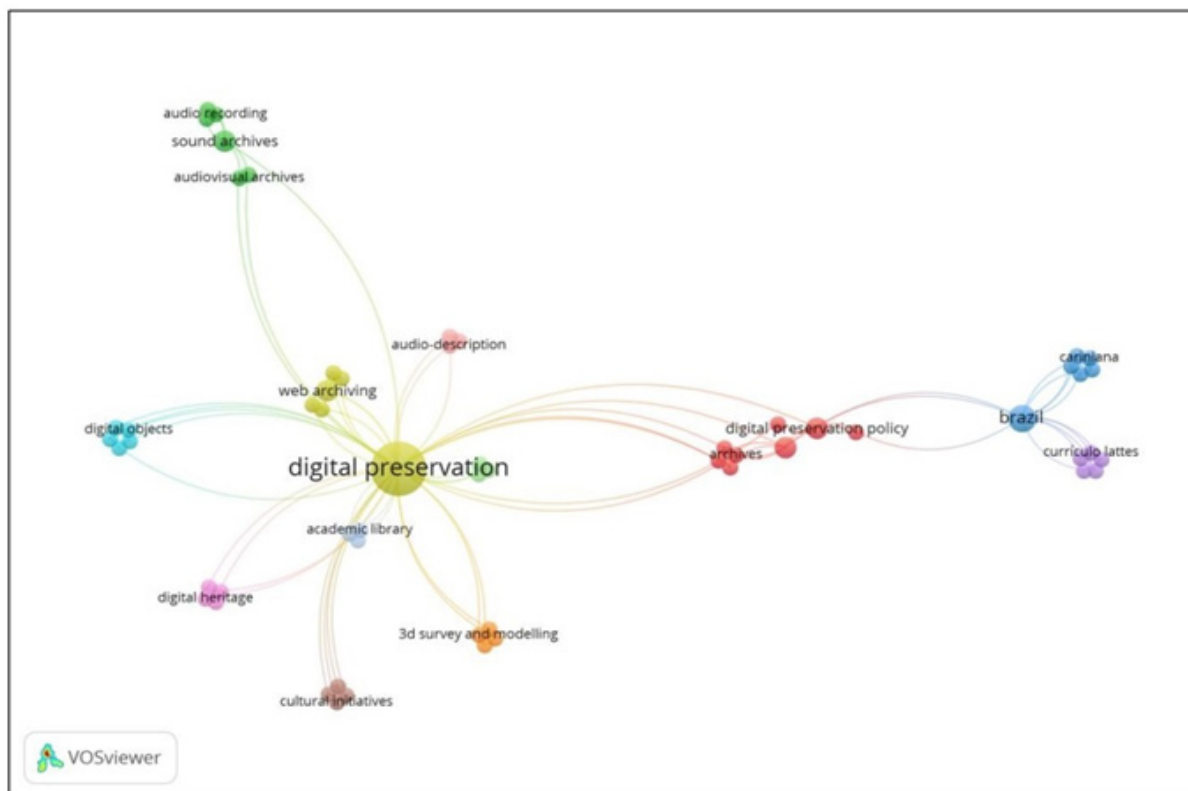 audio recording
sound archives
audiovisual archives
audio-description
web archiving
cariniana
brazil
digital objects
digital preservation policy
archives
currículo lattes
digital preservation
academic library
digital heritage
3d survey and modelling
cultural initiatives
VOSviewer